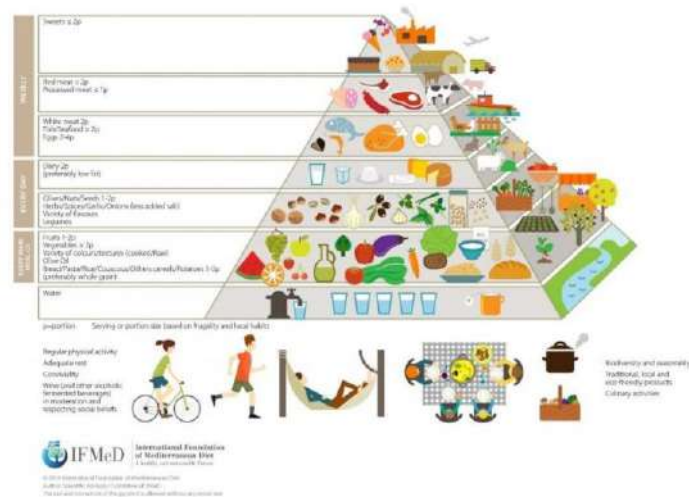 WEEKLY
Sweets ≤ 2p
Red meat < 2p
Processed meat ≤ 1p
White meat 2p
Fish/Seafood ≥ 2p
Eggs 2-4p
EVERY DAY
Dairy 2p
(preferably low fat)
Olives/Nuts/Seeds 1-2p
Herbs/Spices/Garlic/Onions (less added salt)
Variety of flavours
Legumes
Fruits 1-2p
Vegetables ≥ 2p
Variety of colours/textures (cooked/Raw)
Olive Oil
Bread/Pasta/Rice/Couscous/Others cereals/Potatoes 1-2p
(preferably whole grain)
Water
p=portion Serving or portion size based on frugality and local habits
Regular physical activity
Adequate rest
Conviviality
Wine (and other alcoholic
fermented beverages)
in moderation and
respecting social beliefs
Biodiversity and seasonality
Traditional, local and
eco-friendly products
Culinary activities
IFMeD
International Foundation
of Mediterranean Diet